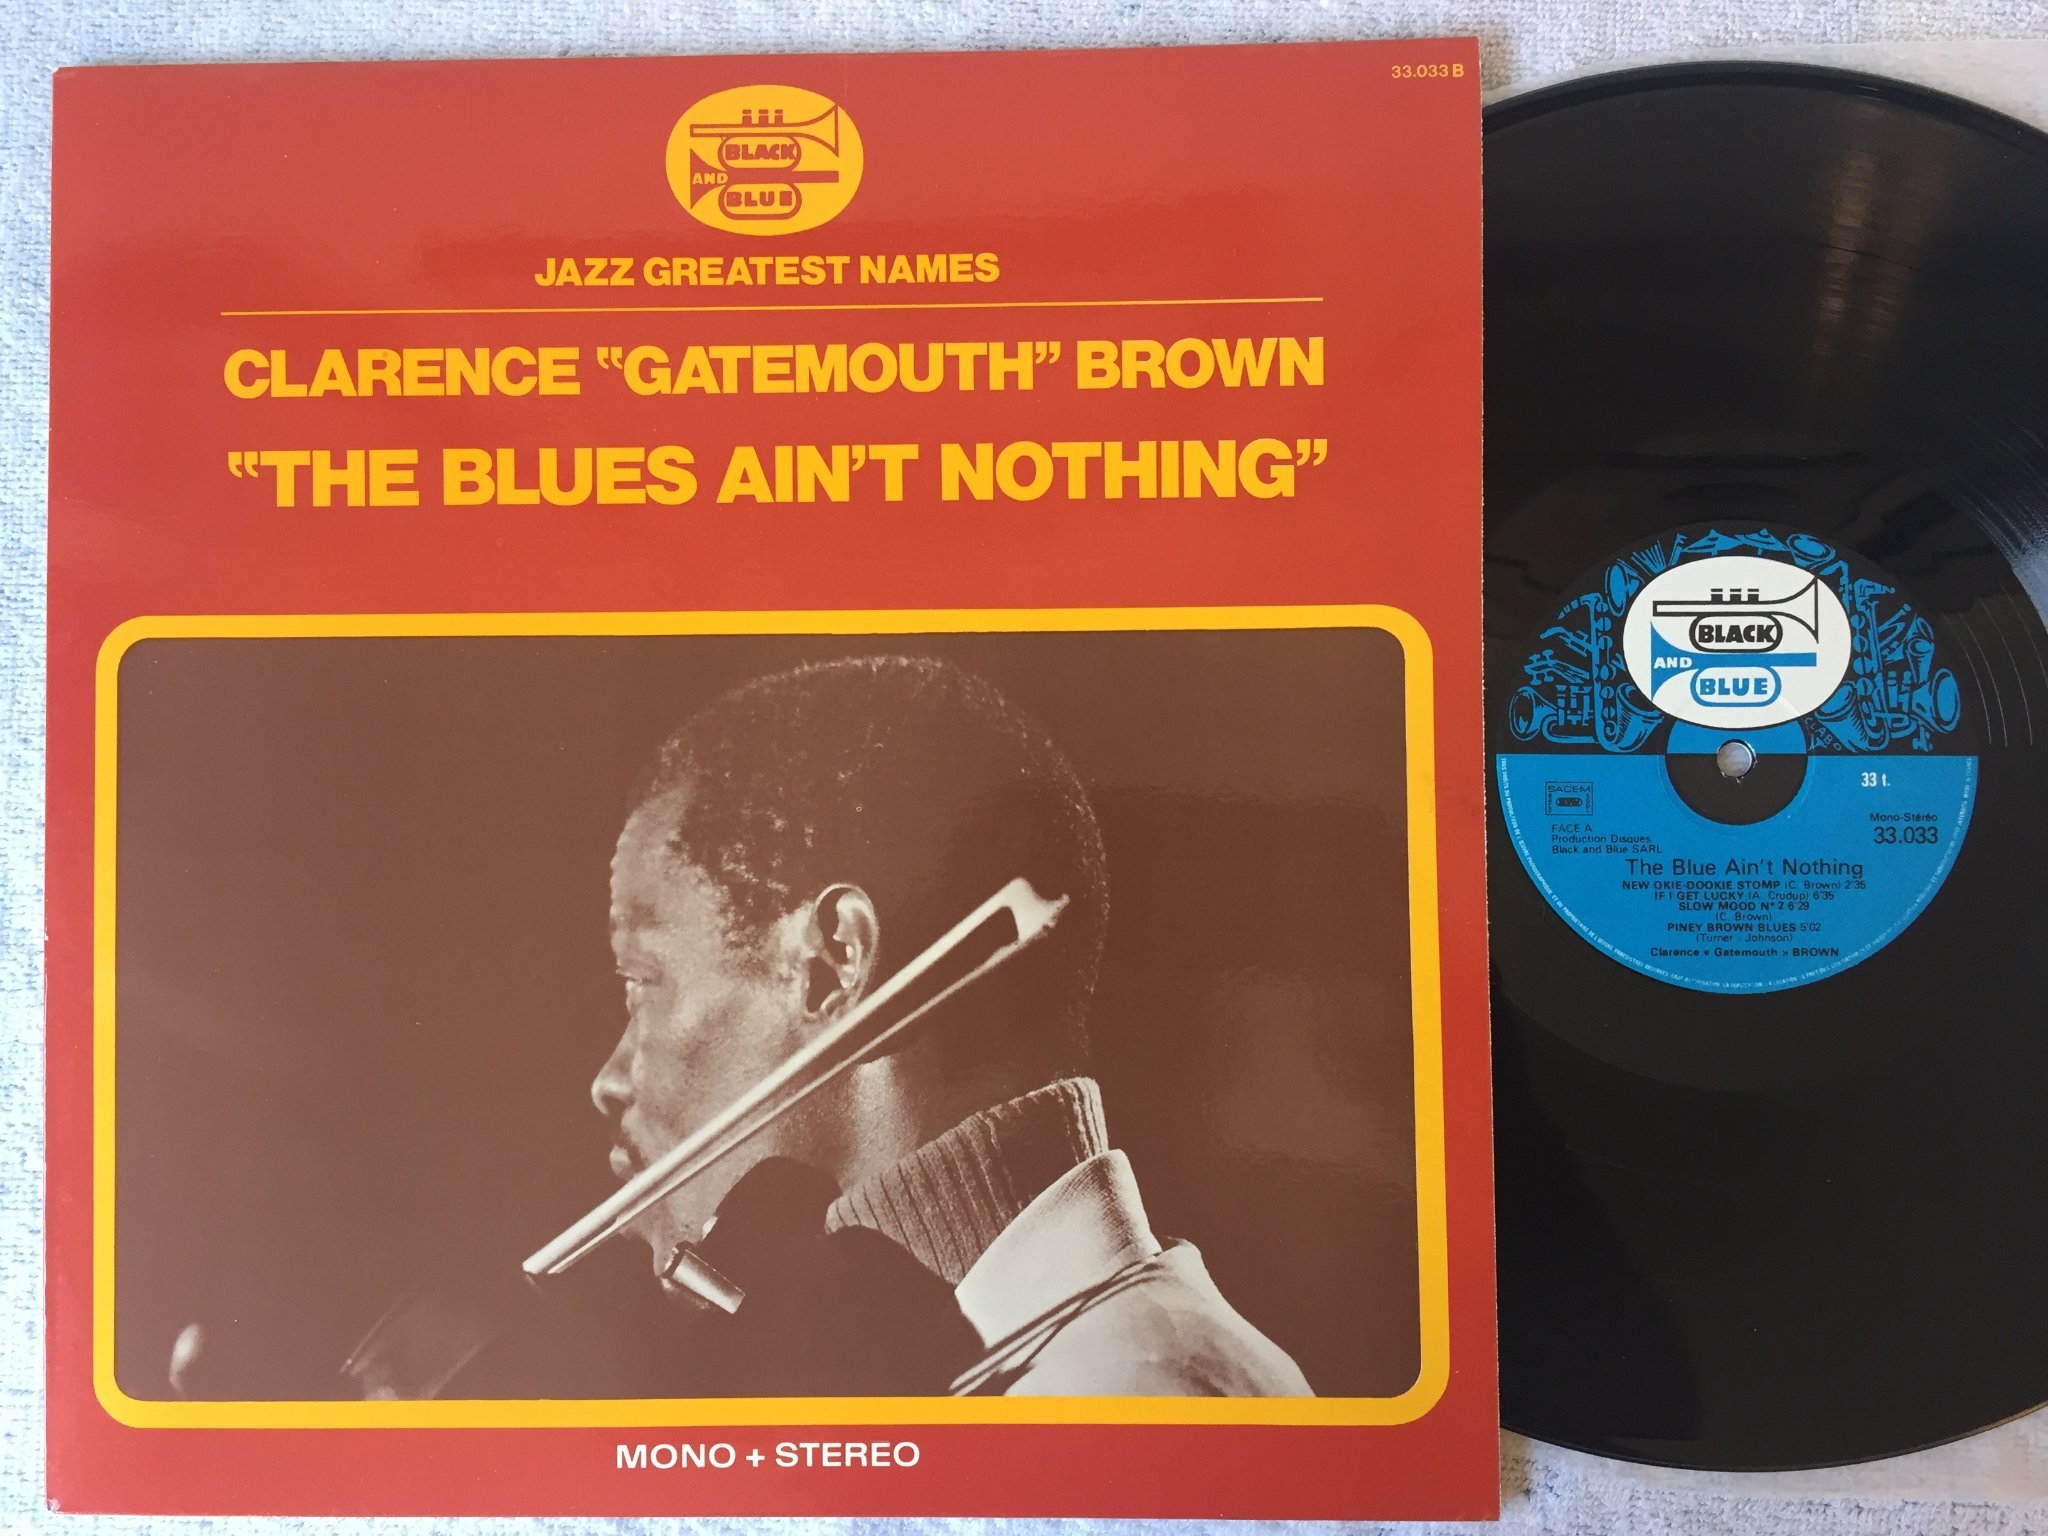 33.033 B
BLACK
AND
BLUE
JAZZ GREATEST NAMES
CLARENCE “GATEMOUTH” BROWN
“THE BLUES AIN’T NOTHING”
MONO + STEREO
BLACK
AND
BLUE
33 t.
SACEM
Mono-Stéréo
33.033
FACE A
Production Disques
Black and Blue SARL
The Blue Ain't Nothing
NEW OKIE-DOOKIE STOMP (C. Brown) 2'35
IF I GET LUCKY (A. Crudup) 6'35
SLOW MOOD N° 2 6'29
(C. Brown)
PINEY BROWN BLUES 5'02
(Turner - Johnson)
Clarence « Gatemouth » BROWN